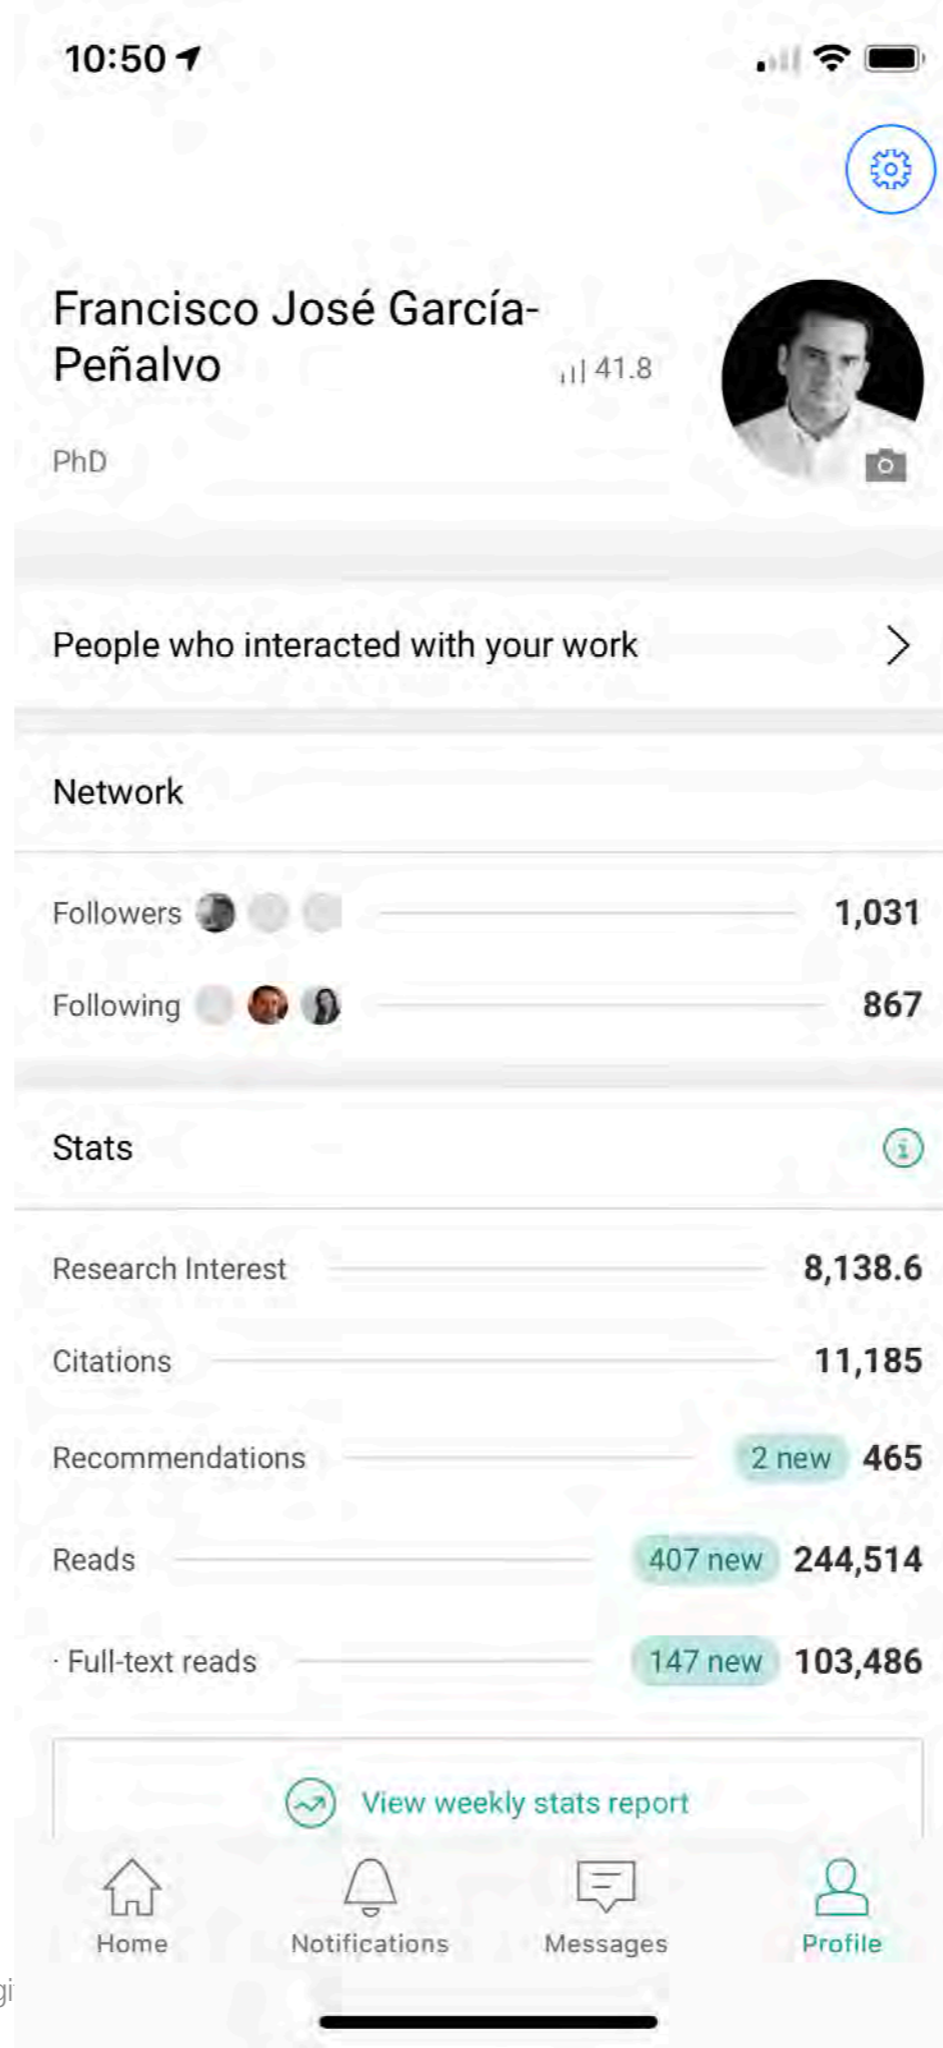 10:50
Francisco José García-
Peñalvo
41.8
PhD
People who interacted with your work
Network
Followers 1,031
Following 867
Stats
Research Interest 8,138.6
Citations 11,185
Recommendations 2 new 465
Reads 407 new 244,514
· Full-text reads 147 new 103,486
View weekly stats report
Home Notifications Messages Profile
gi